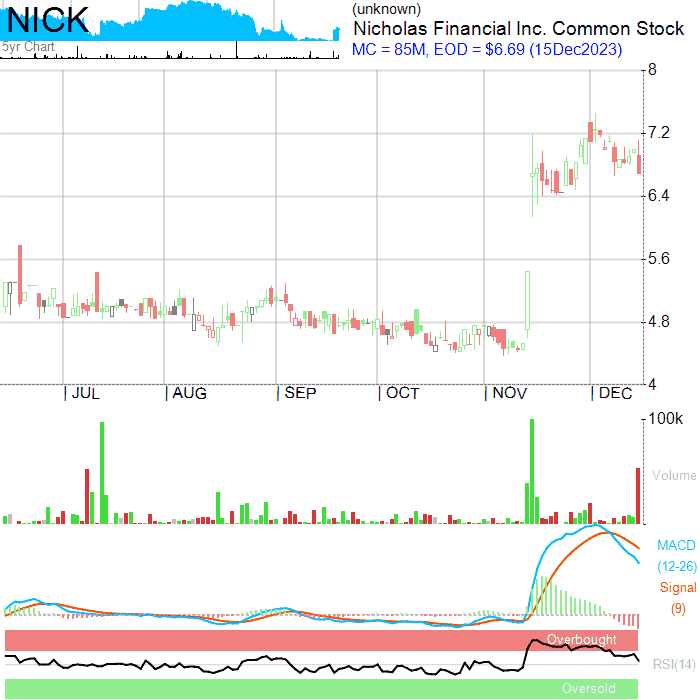 NICK
5yr Chart
(unknown)
Nicholas Financial Inc. Common Stock
MC = 85M, EOD = $6.69 (15Dec2023)
8
7.2
6.4
5.6
4.8
4
JUL AUG SEP OCT NOV DEC
100k
Volume
MACD
(12-26)
Signal
(9)
Overbought
RSI(14)
Oversold